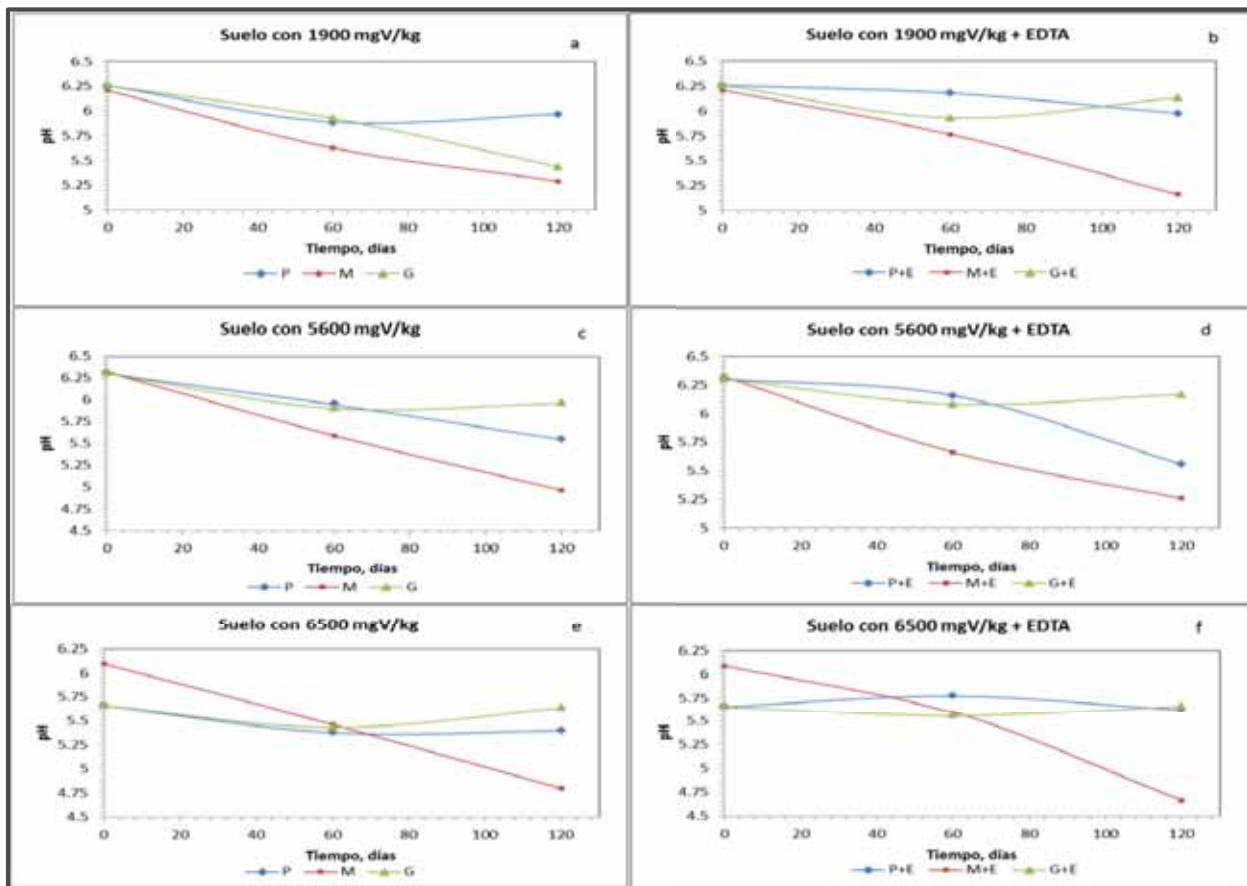 Suelo con 1900 mgV/kg
a
6.5
6.25
6
5.75
5.5
5.25
5
pH
0 20 40 60 80 100 120
Tiempo, días
P M G
Suelo con 1900 mgV/kg + EDTA
b
6.5
6.25
6
5.75
5.5
5.25
5
pH
0 20 40 60 80 100 120
Tiempo, días
P+E M+E G+E
Suelo con 5600 mgV/kg
c
6.5
6.25
6
5.75
5.5
5.25
5
4.75
4.5
pH
0 20 40 60 80 100 120
Tiempo, días
P M G
Suelo con 5600 mgV/kg + EDTA
d
6.5
6.25
6
5.75
5.5
5.25
5
pH
0 20 40 60 80 100 120
Tiempo, días
P+E M+E G+E
Suelo con 6500 mgV/kg
e
6.25
6
5.75
5.5
5.25
5
4.75
4.5
pH
0 20 40 60 80 100 120
Tiempo, días
P M G
Suelo con 6500 mgV/kg + EDTA
f
6.25
6
5.75
5.5
5.25
5
4.75
4.5
pH
0 20 40 60 80 100 120
Tiempo, días
P+E M+E G+E